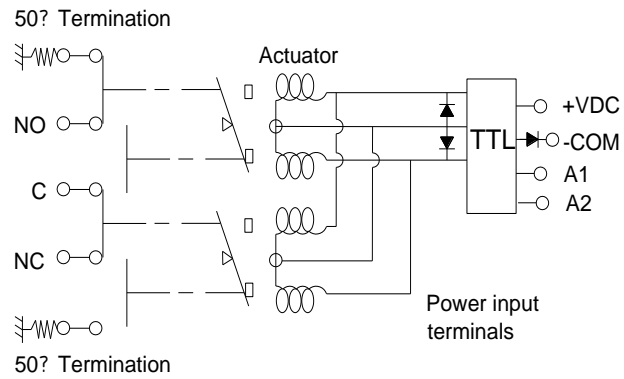 50? Termination
Actuator
NO
C
NC
50? Termination
TTL
+VDC
-COM
A1
A2
Power input
terminals